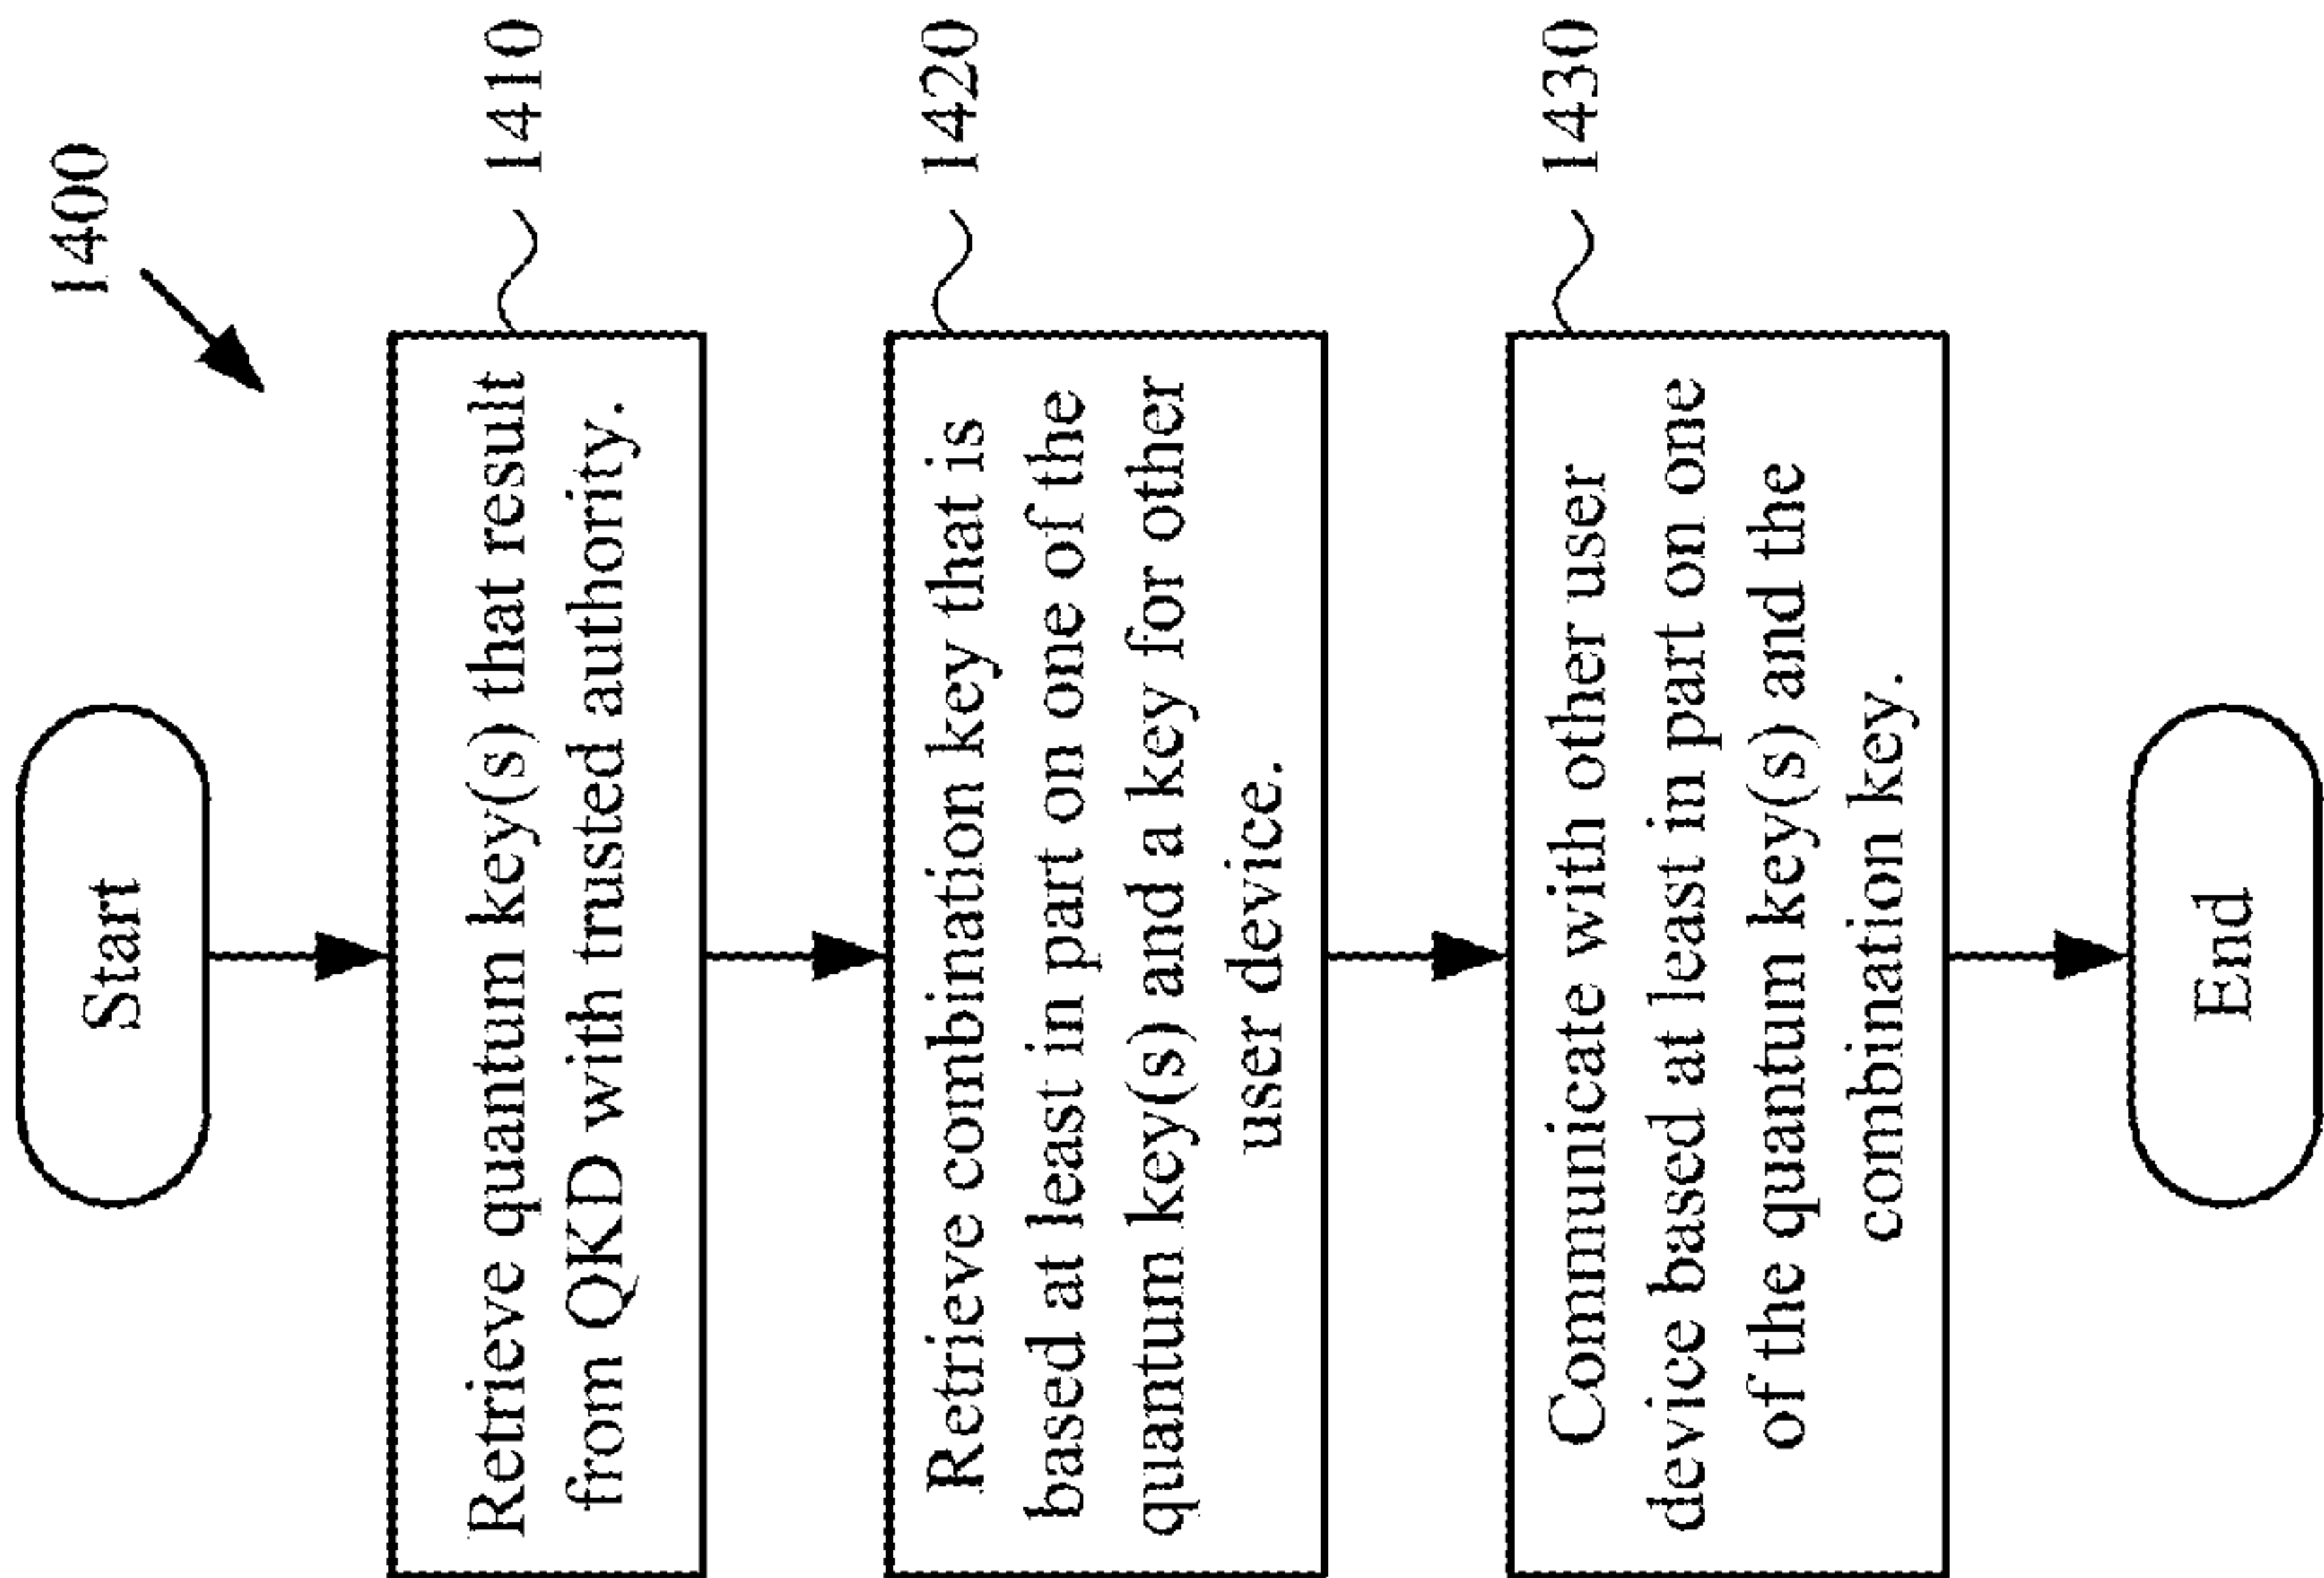 1400
Start
Retrieve quantum key(s) that result
from QKD with trusted authority.
1410
Retrieve combination key that is
based at least in part on one of the
quantum key(s) and a key for other
user device.
1420
Communicate with other user
device based at least in part on one
of the quantum key(s) and the
combination key.
1430
End